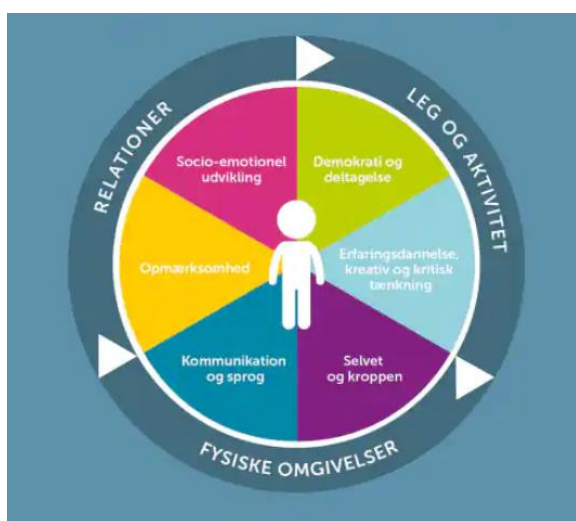 RELATIONER
LEG OG AKTIVITET
Socio-emotionel
udvikling
Demokrati og
deltagelse
Opmærksomhed
Erfaringsdannelse,
kreativ og kritisk
tænkning
Kommunikation
og sprog
Selvet
og kroppen
FYSISKE OMGIVELSER